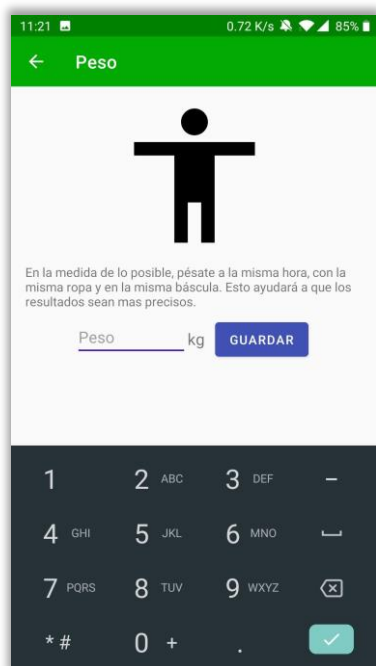 11:21 0.72 K/s 85%
Peso
En la medida de lo posible, pésate a la misma hora, con la
misma ropa y en la misma báscula. Esto ayudará a que los
resultados sean mas precisos.
Peso kg GUARDAR
1 2 ABC 3 DEF -
4 GHI 5 JKL 6 MNO
7 PQRS 8 TUV 9 WXYZ
* # 0 + .